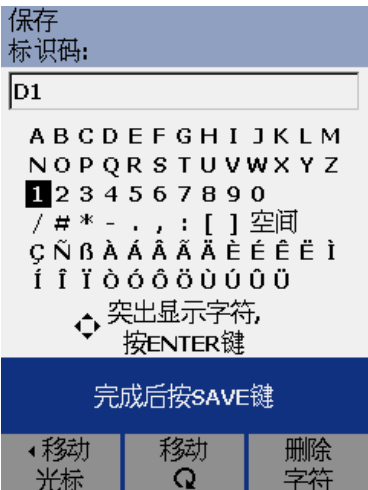 保存
标识码:
D1
A B C D E F G H I J K L M
N O P Q R S T U V W X Y Z
1 2 3 4 5 6 7 8 9 0
/ # * - . , : [ ] 空间
Ç Ñ ß À Á Â Ã Ä È É Ê Ë Ì
Í Î Ï Ò Ó Ô Ö Ù Ú Û Ü
突出显示字符,
按ENTER键
完成后按SAVE键
移动 移动 删除
光标 字符